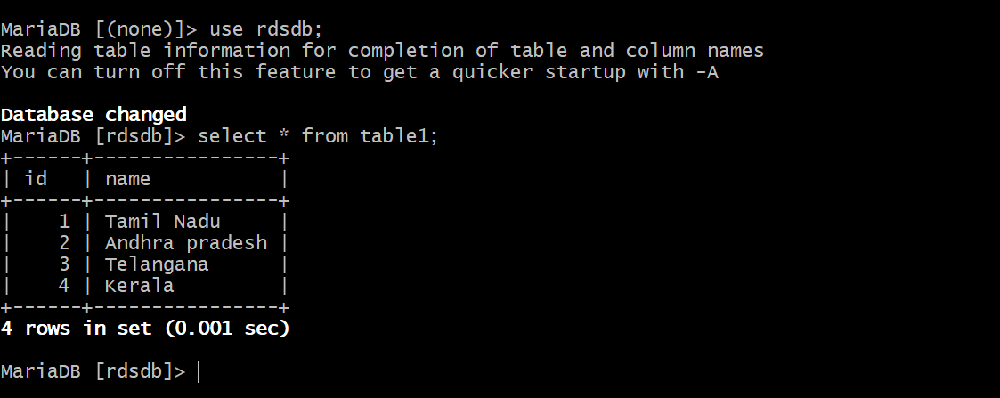 MariaDB [(none)]> use rdsdb;
Reading table information for completion of table and column names
You can turn off this feature to get a quicker startup with -A
Database changed
MariaDB [rdsdb]> select * from table1;
+------+----------------+
| id   | name           |
+------+----------------+
|    1 | Tamil Nadu     |
|    2 | Andhra pradesh |
|    3 | Telangana      |
|    4 | Kerala         |
+------+----------------+
4 rows in set (0.001 sec)
MariaDB [rdsdb]>